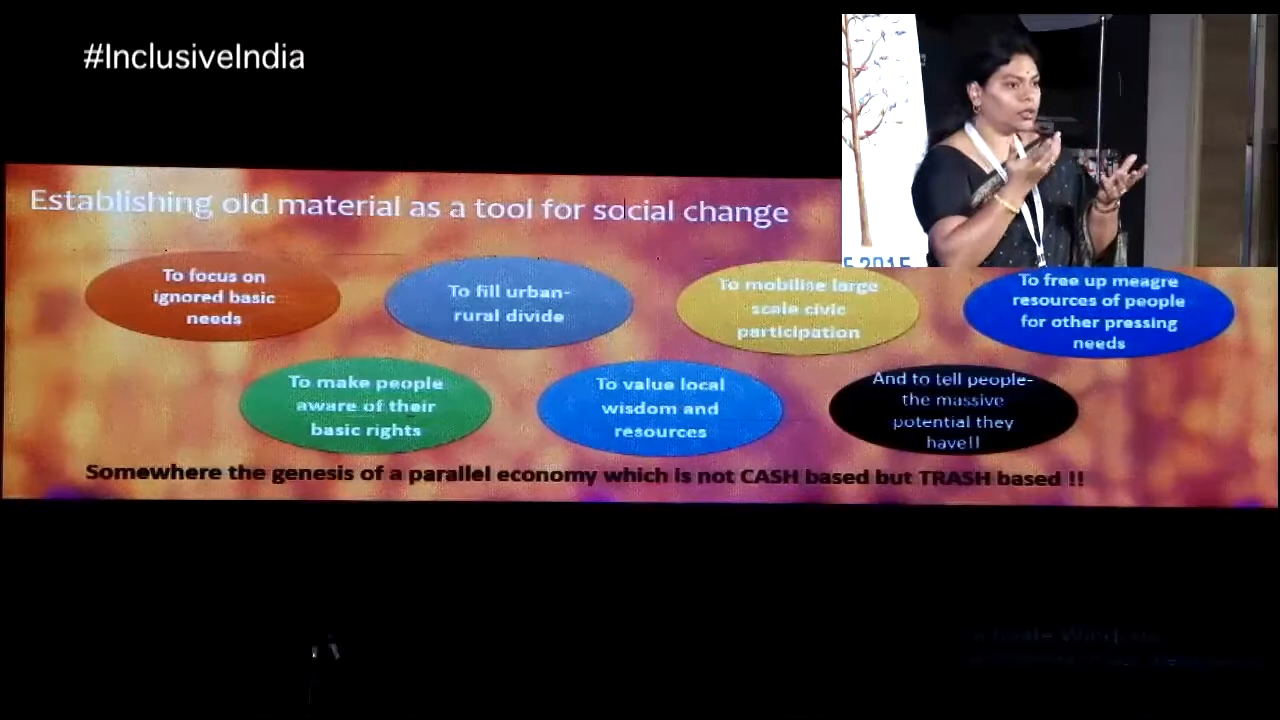 #InclusiveIndia
Establishing old material as a tool for social change
To focus on
ignored basic
needs
To fill urban-
rural divide
To mobilise large
scale civic
participation
To free up meagre
resources of people
for other pressing
needs
To make people
aware of their
basic rights
To value local
wisdom and
resources
And to tell people-
the massive
potential they
have!!
Somewhere the genesis of a parallel economy which is not CASH based but TRASH based !!
2015